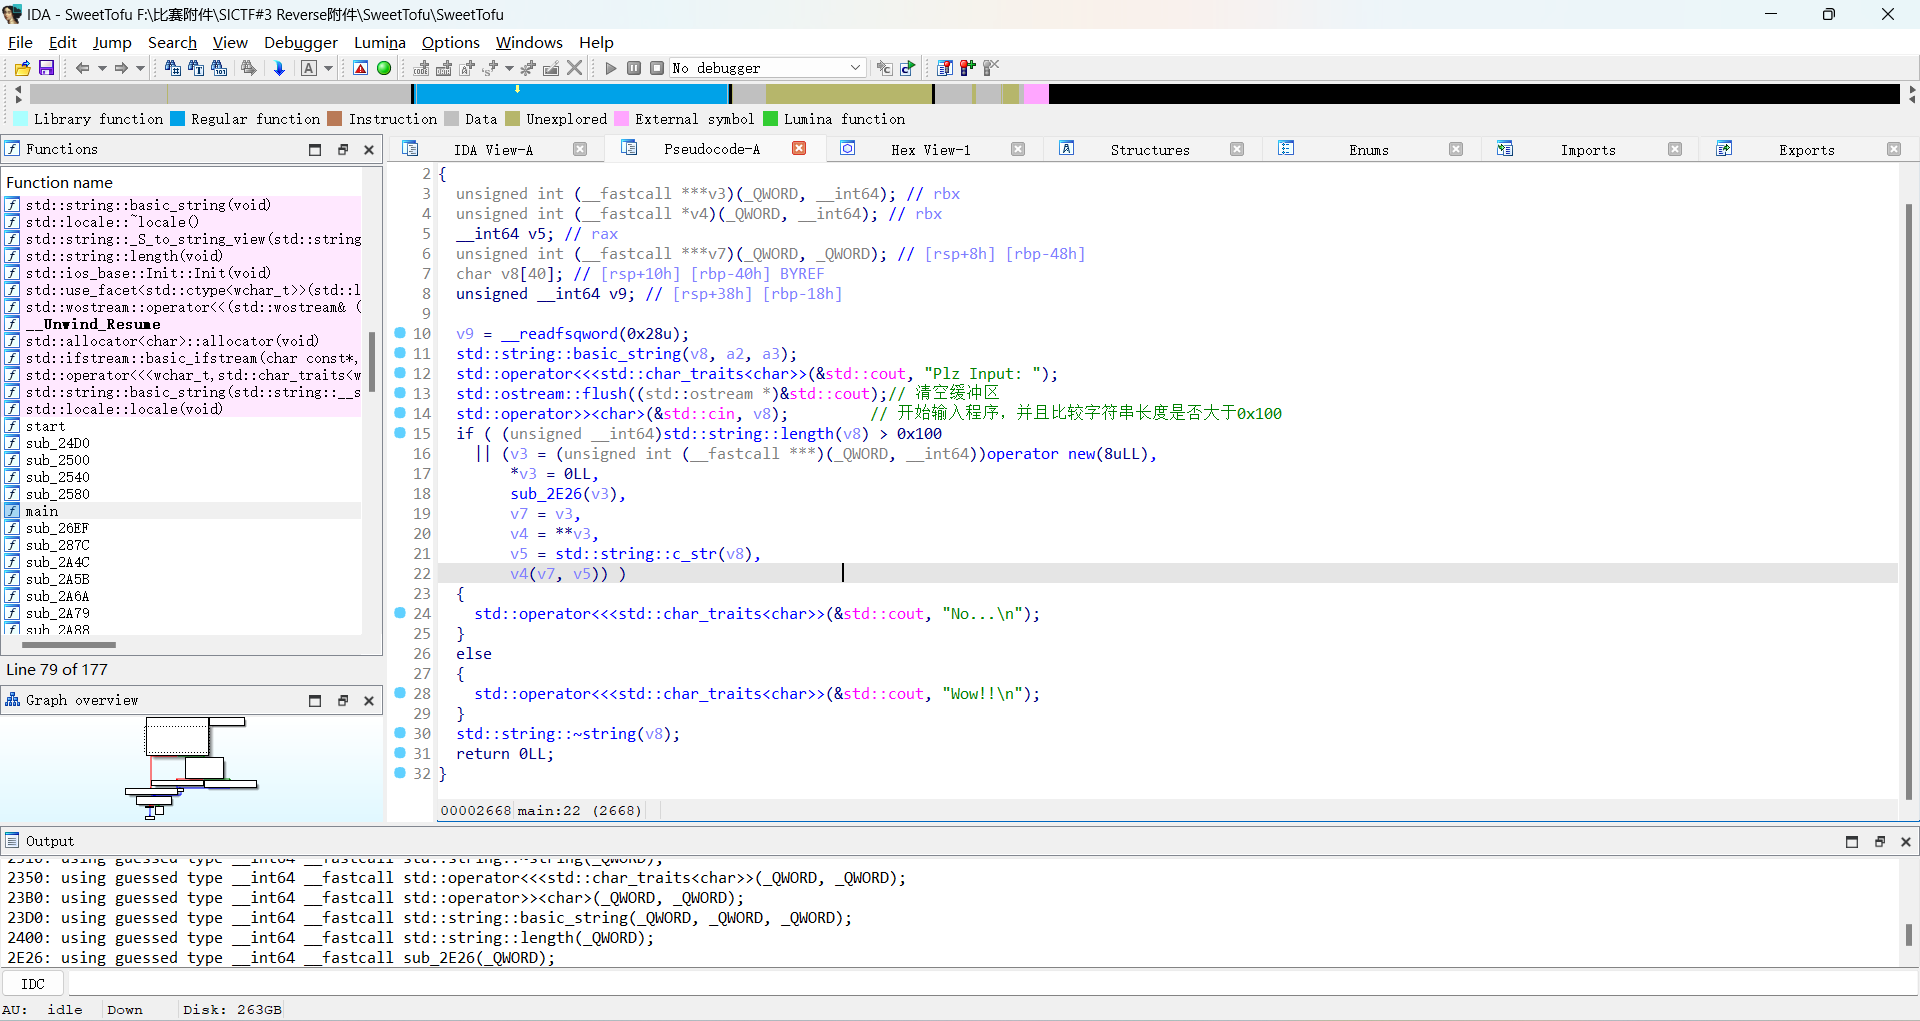 IDA - SweetTofu F:\比赛附件\SICTF#3 Reverse附件\SweetTofu\SweetTofu
File Edit Jump Search View Debugger Lumina Options Windows Help
No debugger
Library function Regular function Instruction Data Unexplored External symbol Lumina function
Functions
IDA View-A Pseudocode-A Hex View-1 Structures Enums Imports Exports
Function name
std::string::basic_string(void)
std::locale::~locale()
std::string::_S_to_string_view(std::string
std::string::length(void)
std::ios_base::Init::Init(void)
std::use_facet<std::ctype<wchar_t>>(std::l
std::wostream::operator<<(std::wostream& (
__Unwind_Resume
std::allocator<char>::allocator(void)
std::ifstream::basic_ifstream(char const*,
std::operator<<<wchar_t,std::char_traits<w
std::string::basic_string(std::string::__s
std::locale::locale(void)
start
sub_24D0
sub_2500
sub_2540
sub_2580
main
sub_26EF
sub_287C
sub_2A4C
sub_2A5B
sub_2A6A
sub_2A79
sub_2A88
Line 79 of 177
Graph overview
2 {
3 unsigned int (__fastcall ***v3)(_QWORD, __int64); // rbx
4 unsigned int (__fastcall *v4)(_QWORD, __int64); // rbx
5 __int64 v5; // rax
6 unsigned int (__fastcall ***v7)(_QWORD, _QWORD); // [rsp+8h] [rbp-48h]
7 char v8[40]; // [rsp+10h] [rbp-40h] BYREF
8 unsigned __int64 v9; // [rsp+38h] [rbp-18h]
9
10 v9 = __readfsqword(0x28u);
11 std::string::basic_string(v8, a2, a3);
12 std::operator<<<std::char_traits<char>>(&std::cout, "Plz Input: ");
13 std::ostream::flush((std::ostream *)&std::cout);// 清空缓冲区
14 std::operator>><char>(&std::cin, v8); // 开始输入程序，并且比较字符串长度是否大于0x100
15 if ( (unsigned __int64)std::string::length(v8) > 0x100
16 || (v3 = (unsigned int (__fastcall ***)(_QWORD, __int64))operator new(8uLL),
17 *v3 = 0LL,
18 sub_2E26(v3),
19 v7 = v3,
20 v4 = **v3,
21 v5 = std::string::c_str(v8),
22 v4(v7, v5)) )
23 {
24 std::operator<<<std::char_traits<char>>(&std::cout, "No...\n");
25 }
26 else
27 {
28 std::operator<<<std::char_traits<char>>(&std::cout, "Wow!!\n");
29 }
30 std::string::~string(v8);
31 return 0LL;
32 }
00002668 main:22 (2668)
Output
2310: using guessed type __int64 __fastcall std::string::~string(_QWORD);
2350: using guessed type __int64 __fastcall std::operator<<<std::char_traits<char>>(_QWORD, _QWORD);
23B0: using guessed type __int64 __fastcall std::operator>><char>(_QWORD, _QWORD);
23D0: using guessed type __int64 __fastcall std::string::basic_string(_QWORD, _QWORD, _QWORD);
2400: using guessed type __int64 __fastcall std::string::length(_QWORD);
2E26: using guessed type __int64 __fastcall sub_2E26(_QWORD);
IDC
AU: idle Down Disk: 263GB